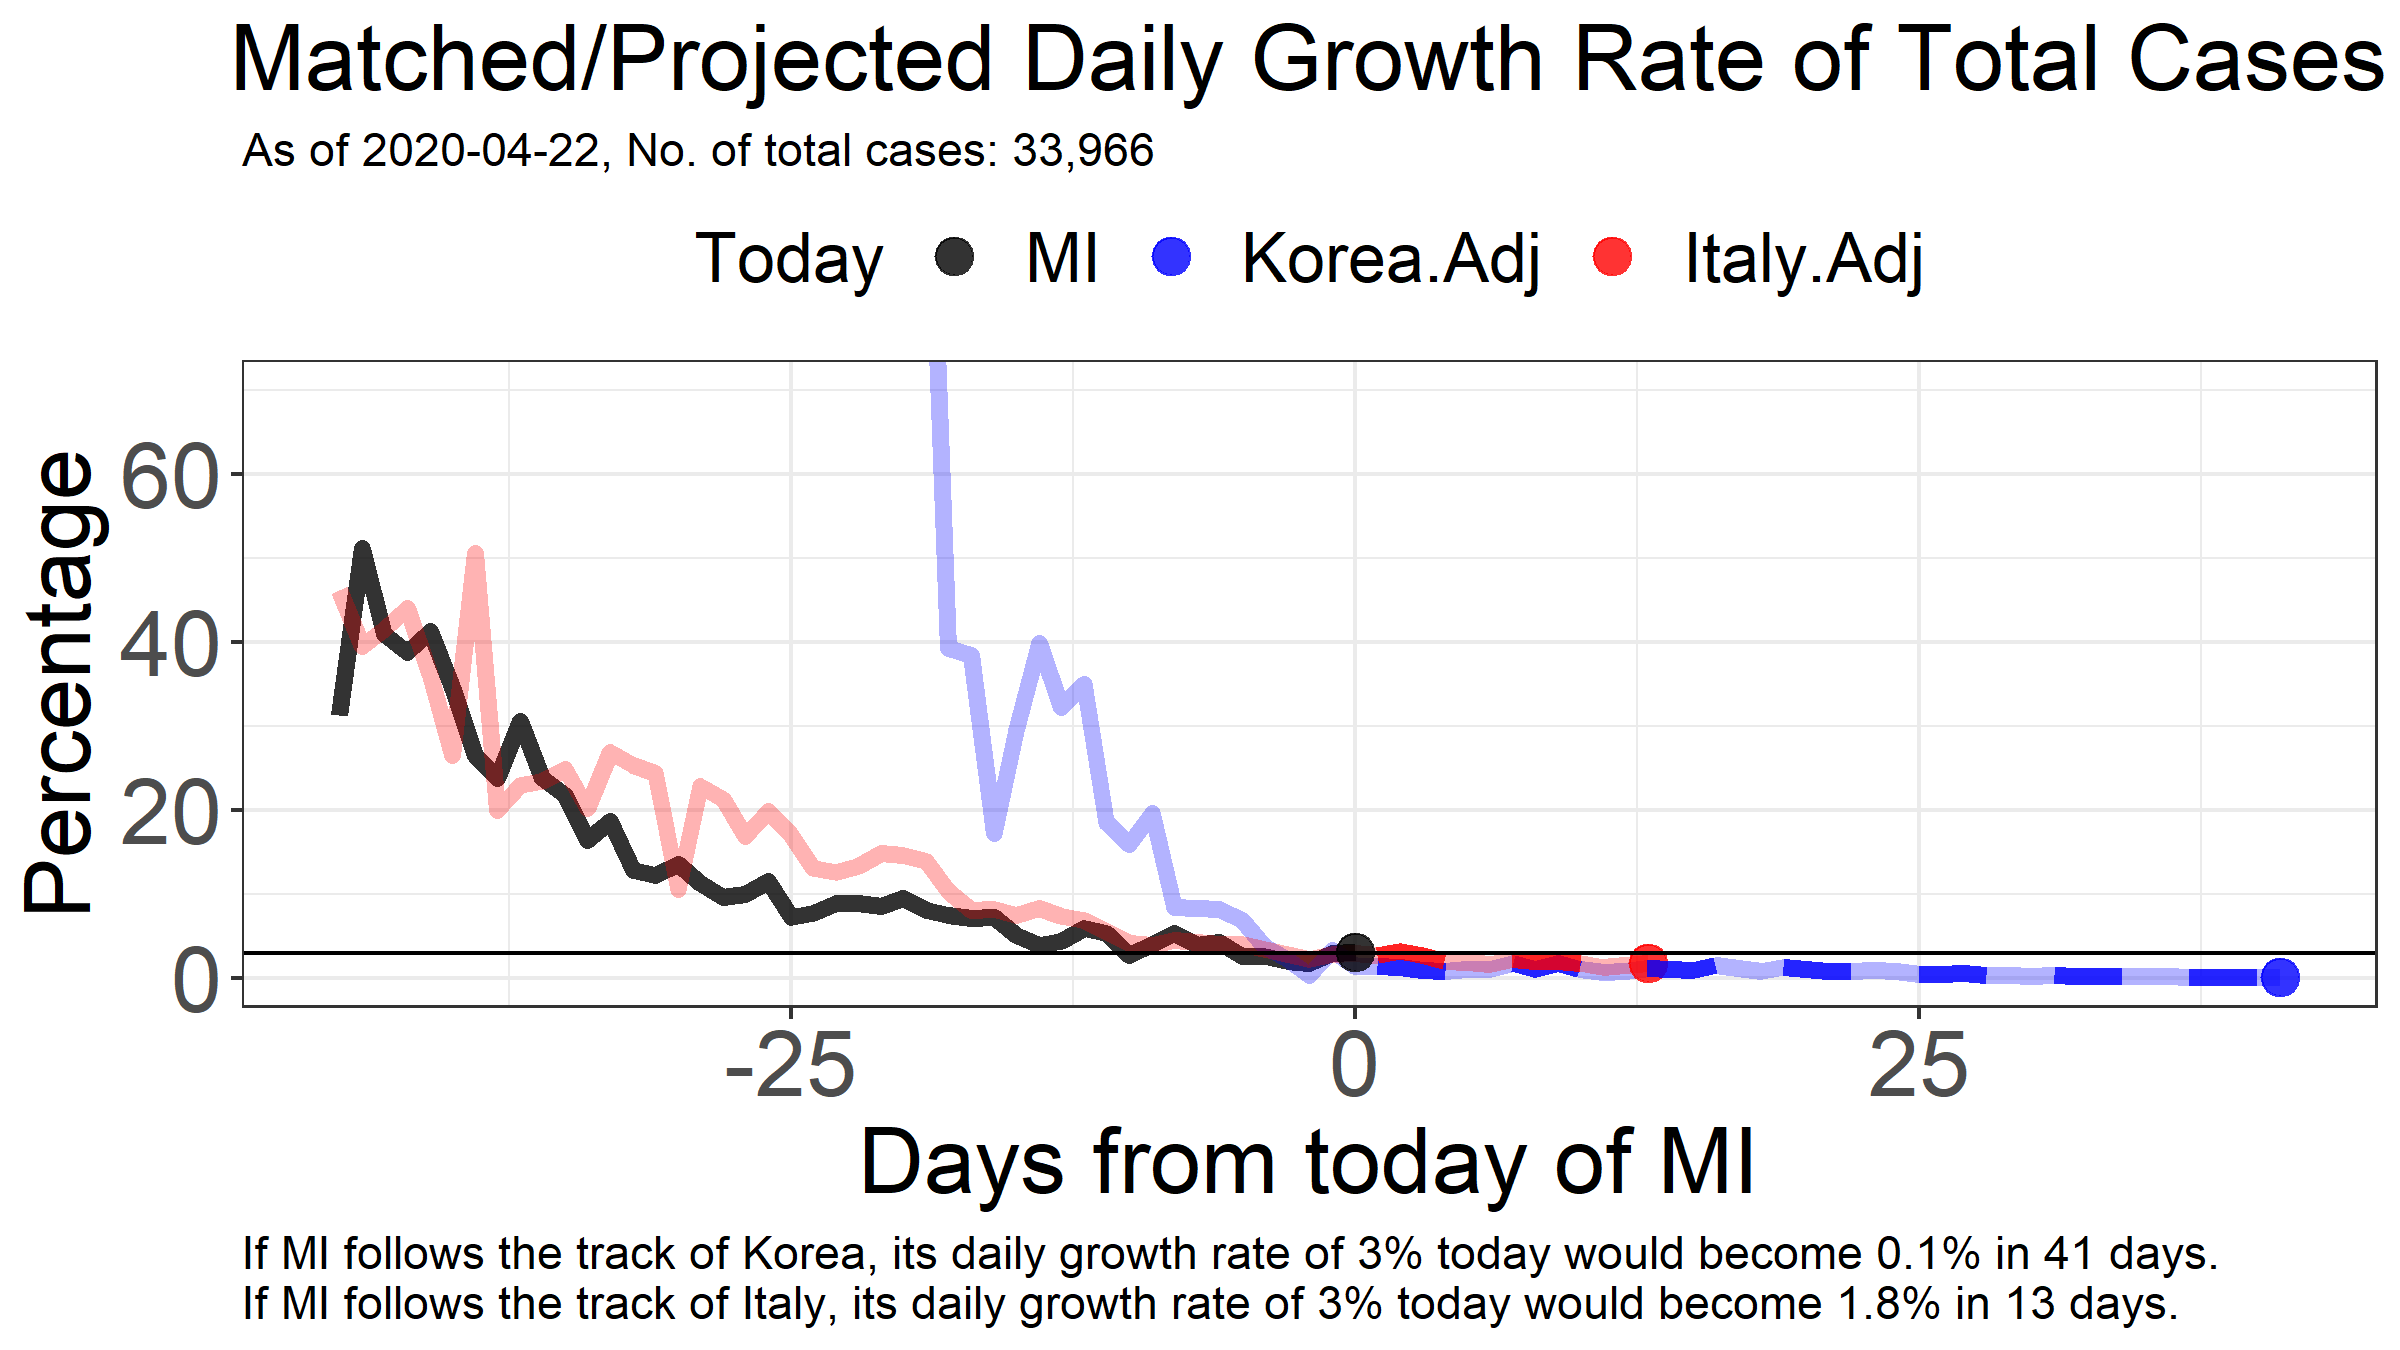 Matched/Projected Daily Growth Rate of Total Cases
As of 2020-04-22, No. of total cases: 33,966
Today MI Korea.Adj Italy.Adj
Percentage
60
40
20
0
-25 0 25
Days from today of MI
If MI follows the track of Korea, its daily growth rate of 3% today would become 0.1% in 41 days.
If MI follows the track of Italy, its daily growth rate of 3% today would become 1.8% in 13 days.